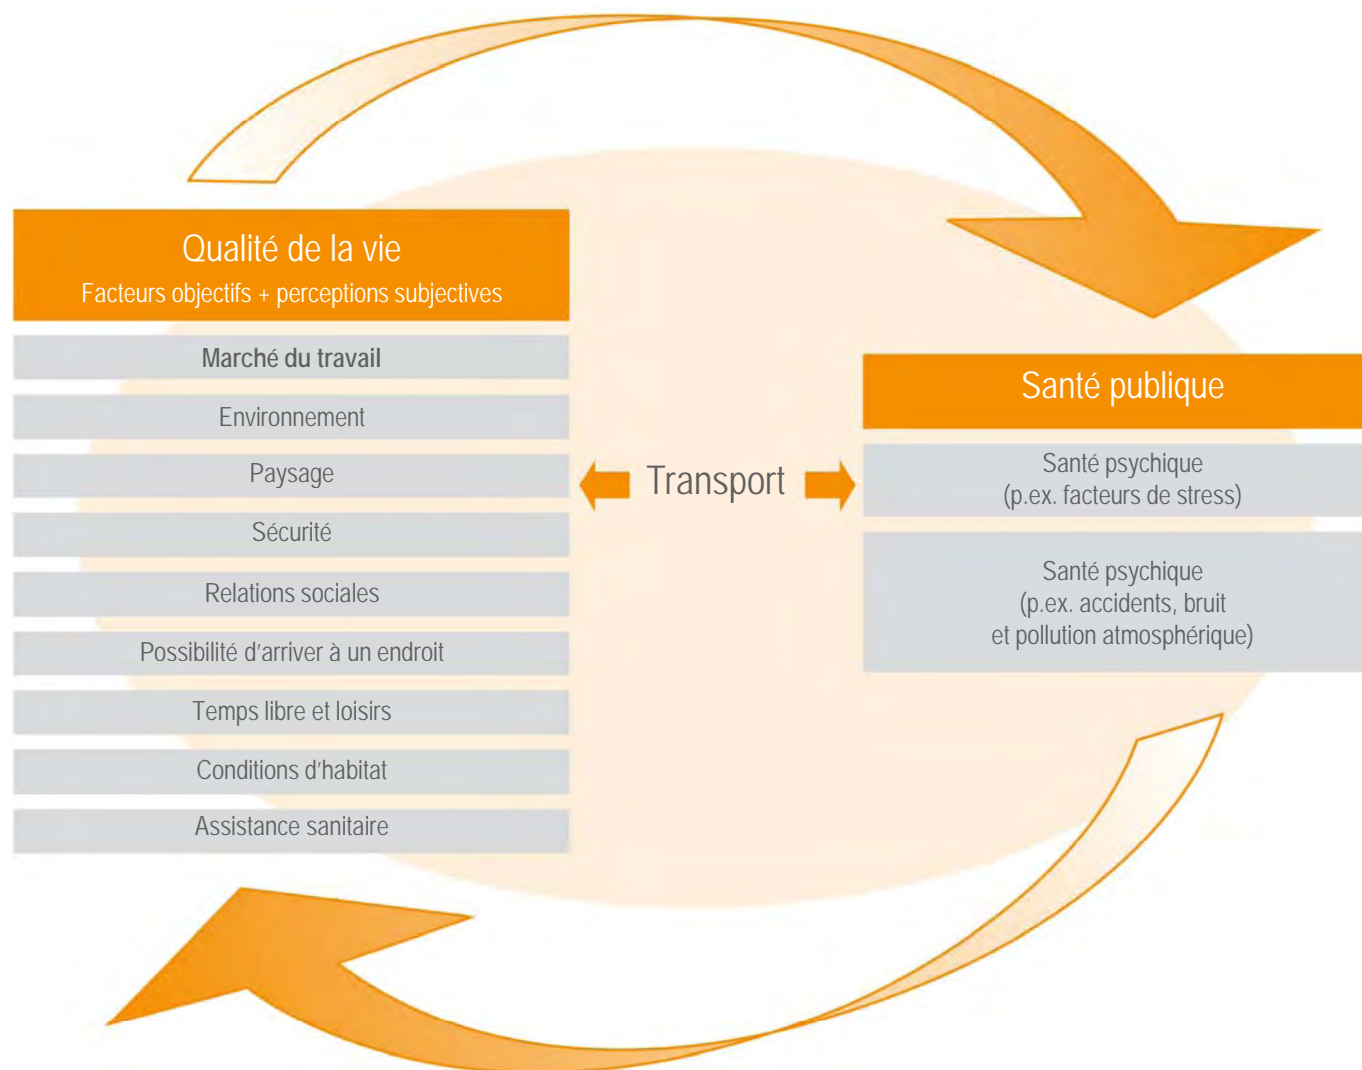 Qualité de la vie
Facteurs objectifs + perceptions subjectives
Marché du travail
Environnement
Paysage
Sécurité
Relations sociales
Possibilité d'arriver à un endroit
Temps libre et loisirs
Conditions d'habitat
Assistance sanitaire
Transport
Santé publique
Santé psychique
(p.ex. facteurs de stress)
Santé psychique
(p.ex. accidents, bruit
et pollution atmosphérique)